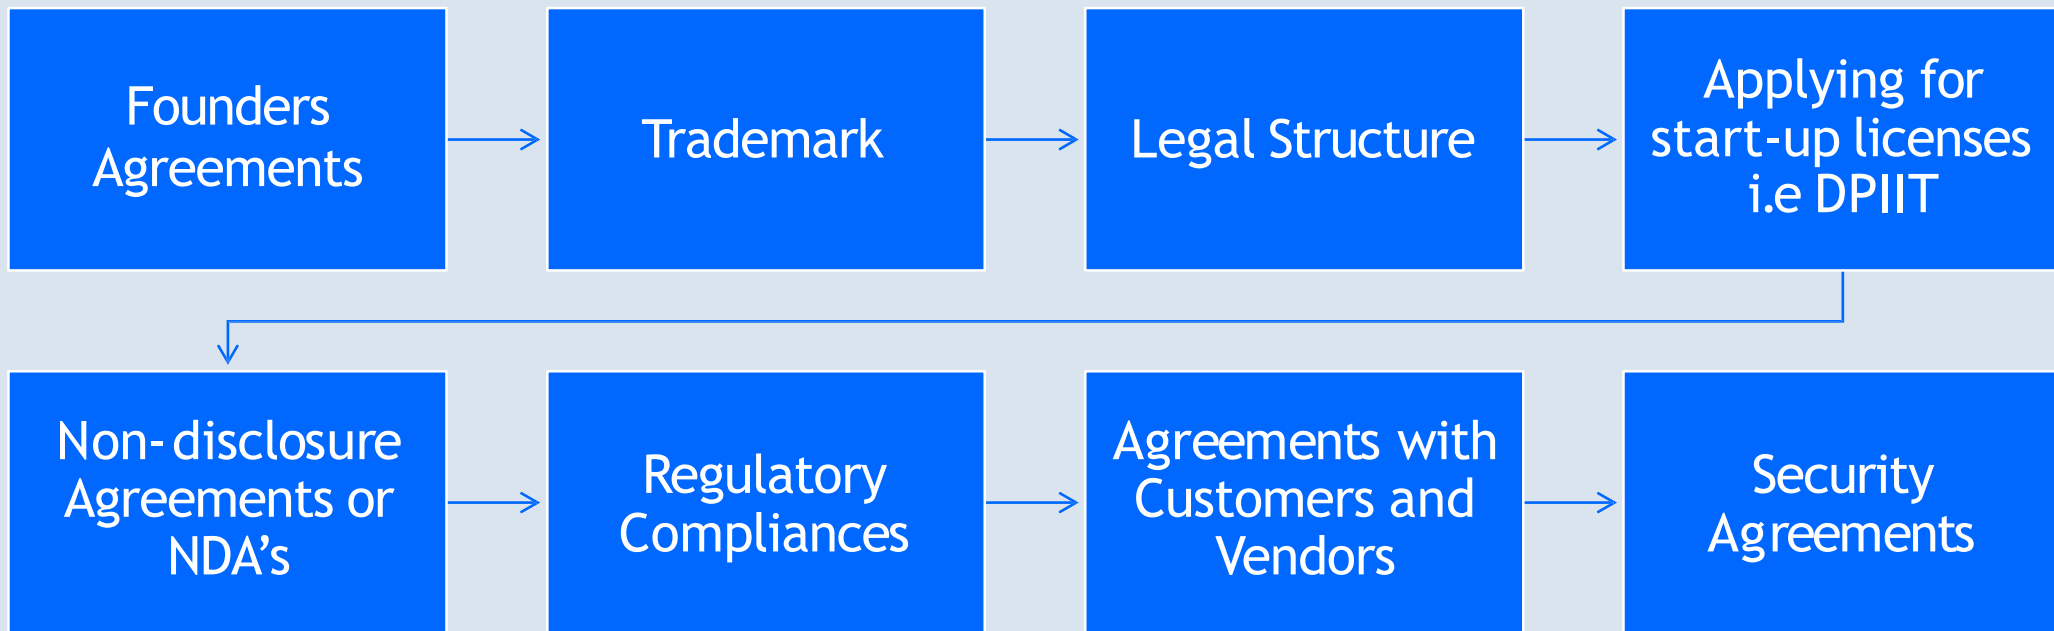 Founders
Agreements
Trademark
Legal Structure
Applying for
start-up licenses
i.e DPIIT
Non- disclosure
Agreements or
NDA’s
Regulatory
Compliances
Agreements with
Customers and
Vendors
Security
Agreements